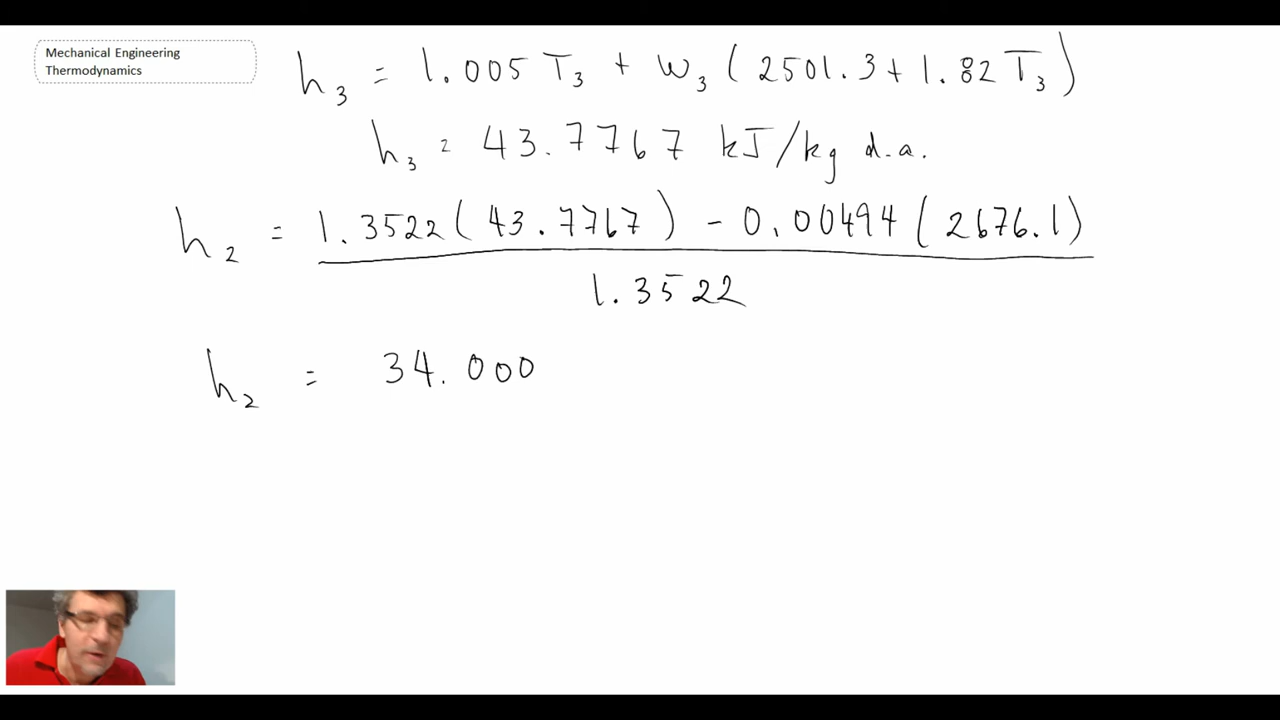 Mechanical Engineering
Thermodynamics
h₃ = 1.005 T₃ + w₃ (2501.3 + 1.82 T₃)
h₃ = 43.7767 kJ/kg d.a.
h₂ = 1.3522 (43.7767) - 0.00494 (2676.1)
1.3522
h₂ = 34.000